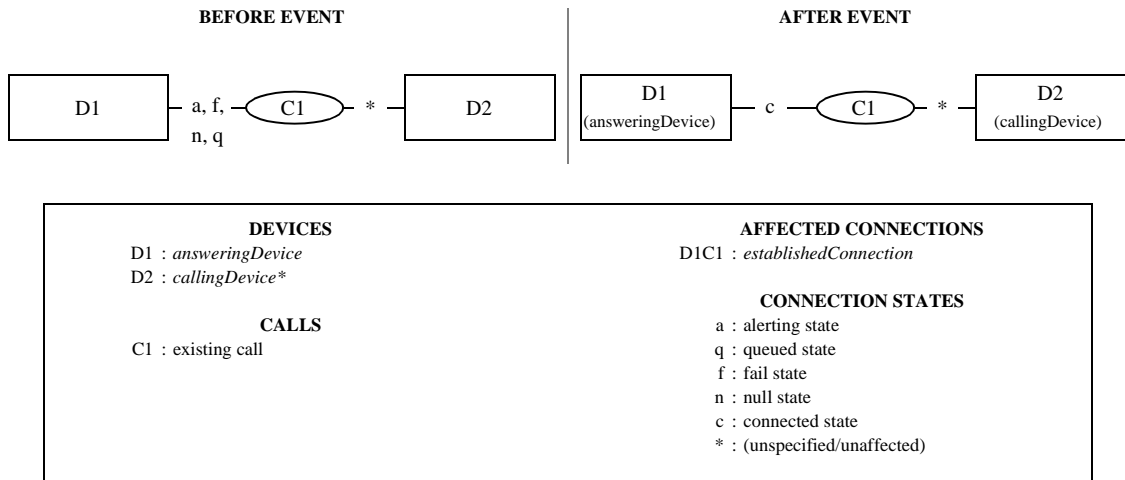 BEFORE EVENT
AFTER EVENT
D1
a, f,
n, q
C1
*
D2
D1
(answeringDevice)
c
C1
*
D2
(callingDevice)
DEVICES
D1 : answeringDevice
D2 : callingDevice*
CALLS
C1 : existing call
AFFECTED CONNECTIONS
D1C1 : establishedConnection
CONNECTION STATES
a : alerting state
q : queued state
f : fail state
n : null state
c : connected state
* : (unspecified/unaffected)